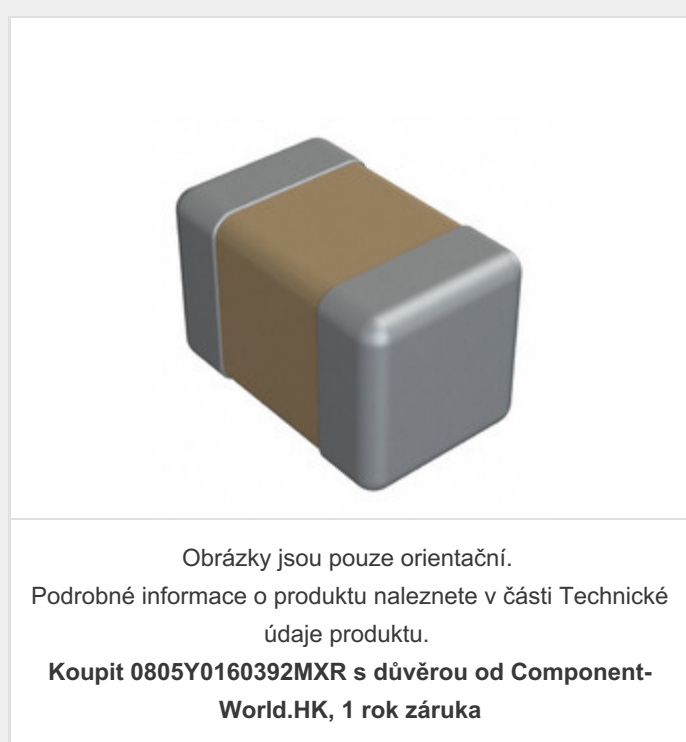 Obrázky jsou pouze orientační.
Podrobné informace o produktu naleznete v části Technické
údaje produktu.
Koupit 0805Y0160392MXR s důvěrou od Component-
World.HK, 1 rok záruka